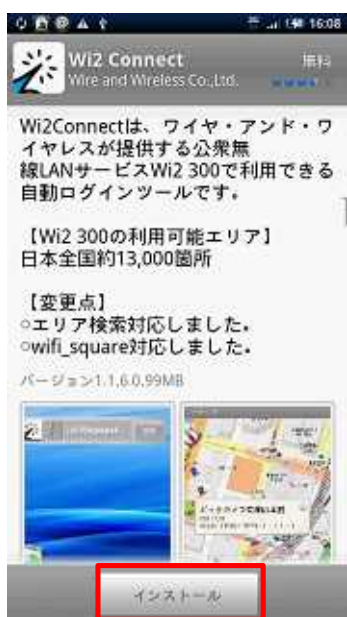 16:08
Wi2 Connect
無料
Wire and Wireless Co.,Ltd.
Wi2Connectは、ワイヤ・アンド・ワ
イヤレスが提供する公衆無
線LANサービスWi2 300で利用できる
自動ログインツールです。
【Wi2 300の利用可能エリア】
日本全国約13,000箇所
【変更点】
○エリア検索対応しました。
○wifi_square対応しました。
バージョン1.1.6 0.99MB
インストール